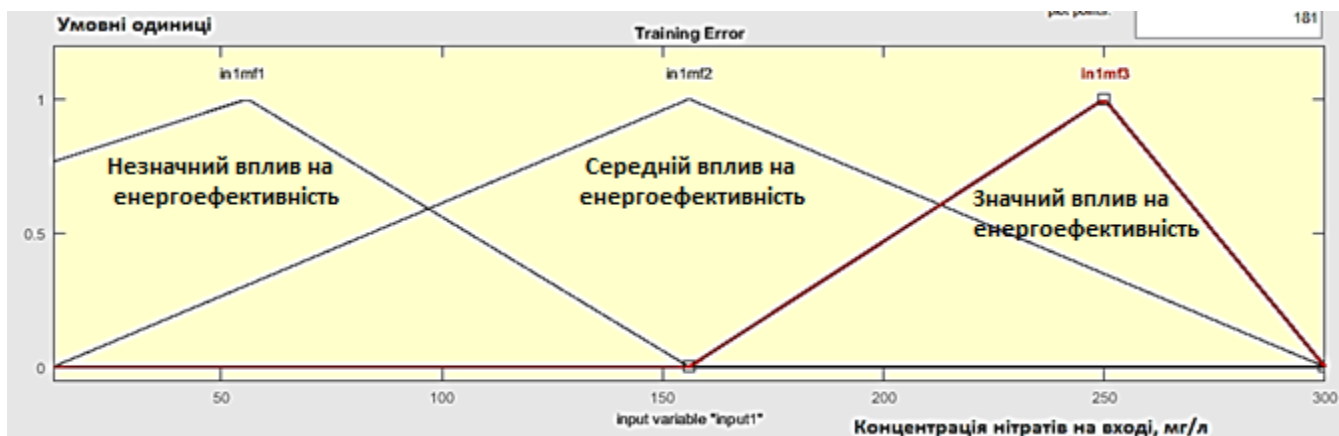 Умовні одиниці
plot points:
181
Training Error
in1mf1
in1mf2
in1mf3
1
Незначний вплив на
енергоефективність
Середній вплив на
енергоефективність
Значний вплив на
енергоефективність
0.5
0
50
100
150
200
250
300
input variable "input1"
Концентрація нітратів на вході, мг/л